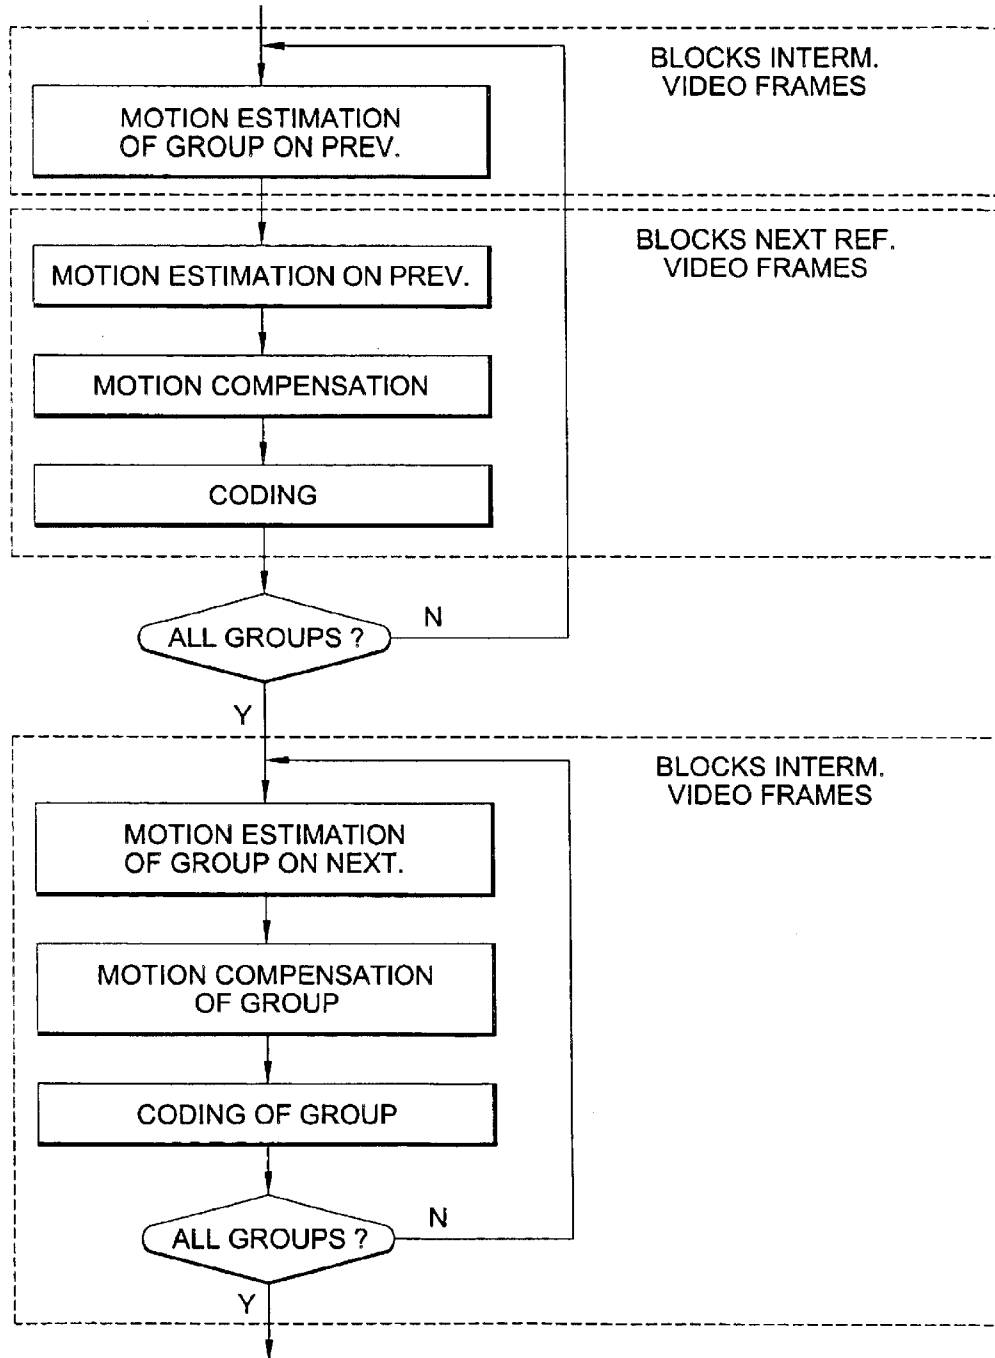 BLOCKS INTERM.
VIDEO FRAMES
MOTION ESTIMATION
OF GROUP ON PREV.
BLOCKS NEXT REF.
VIDEO FRAMES
MOTION ESTIMATION ON PREV.
MOTION COMPENSATION
CODING
ALL GROUPS ?
N
Y
BLOCKS INTERM.
VIDEO FRAMES
MOTION ESTIMATION
OF GROUP ON NEXT.
MOTION COMPENSATION
OF GROUP
CODING OF GROUP
ALL GROUPS ?
N
Y